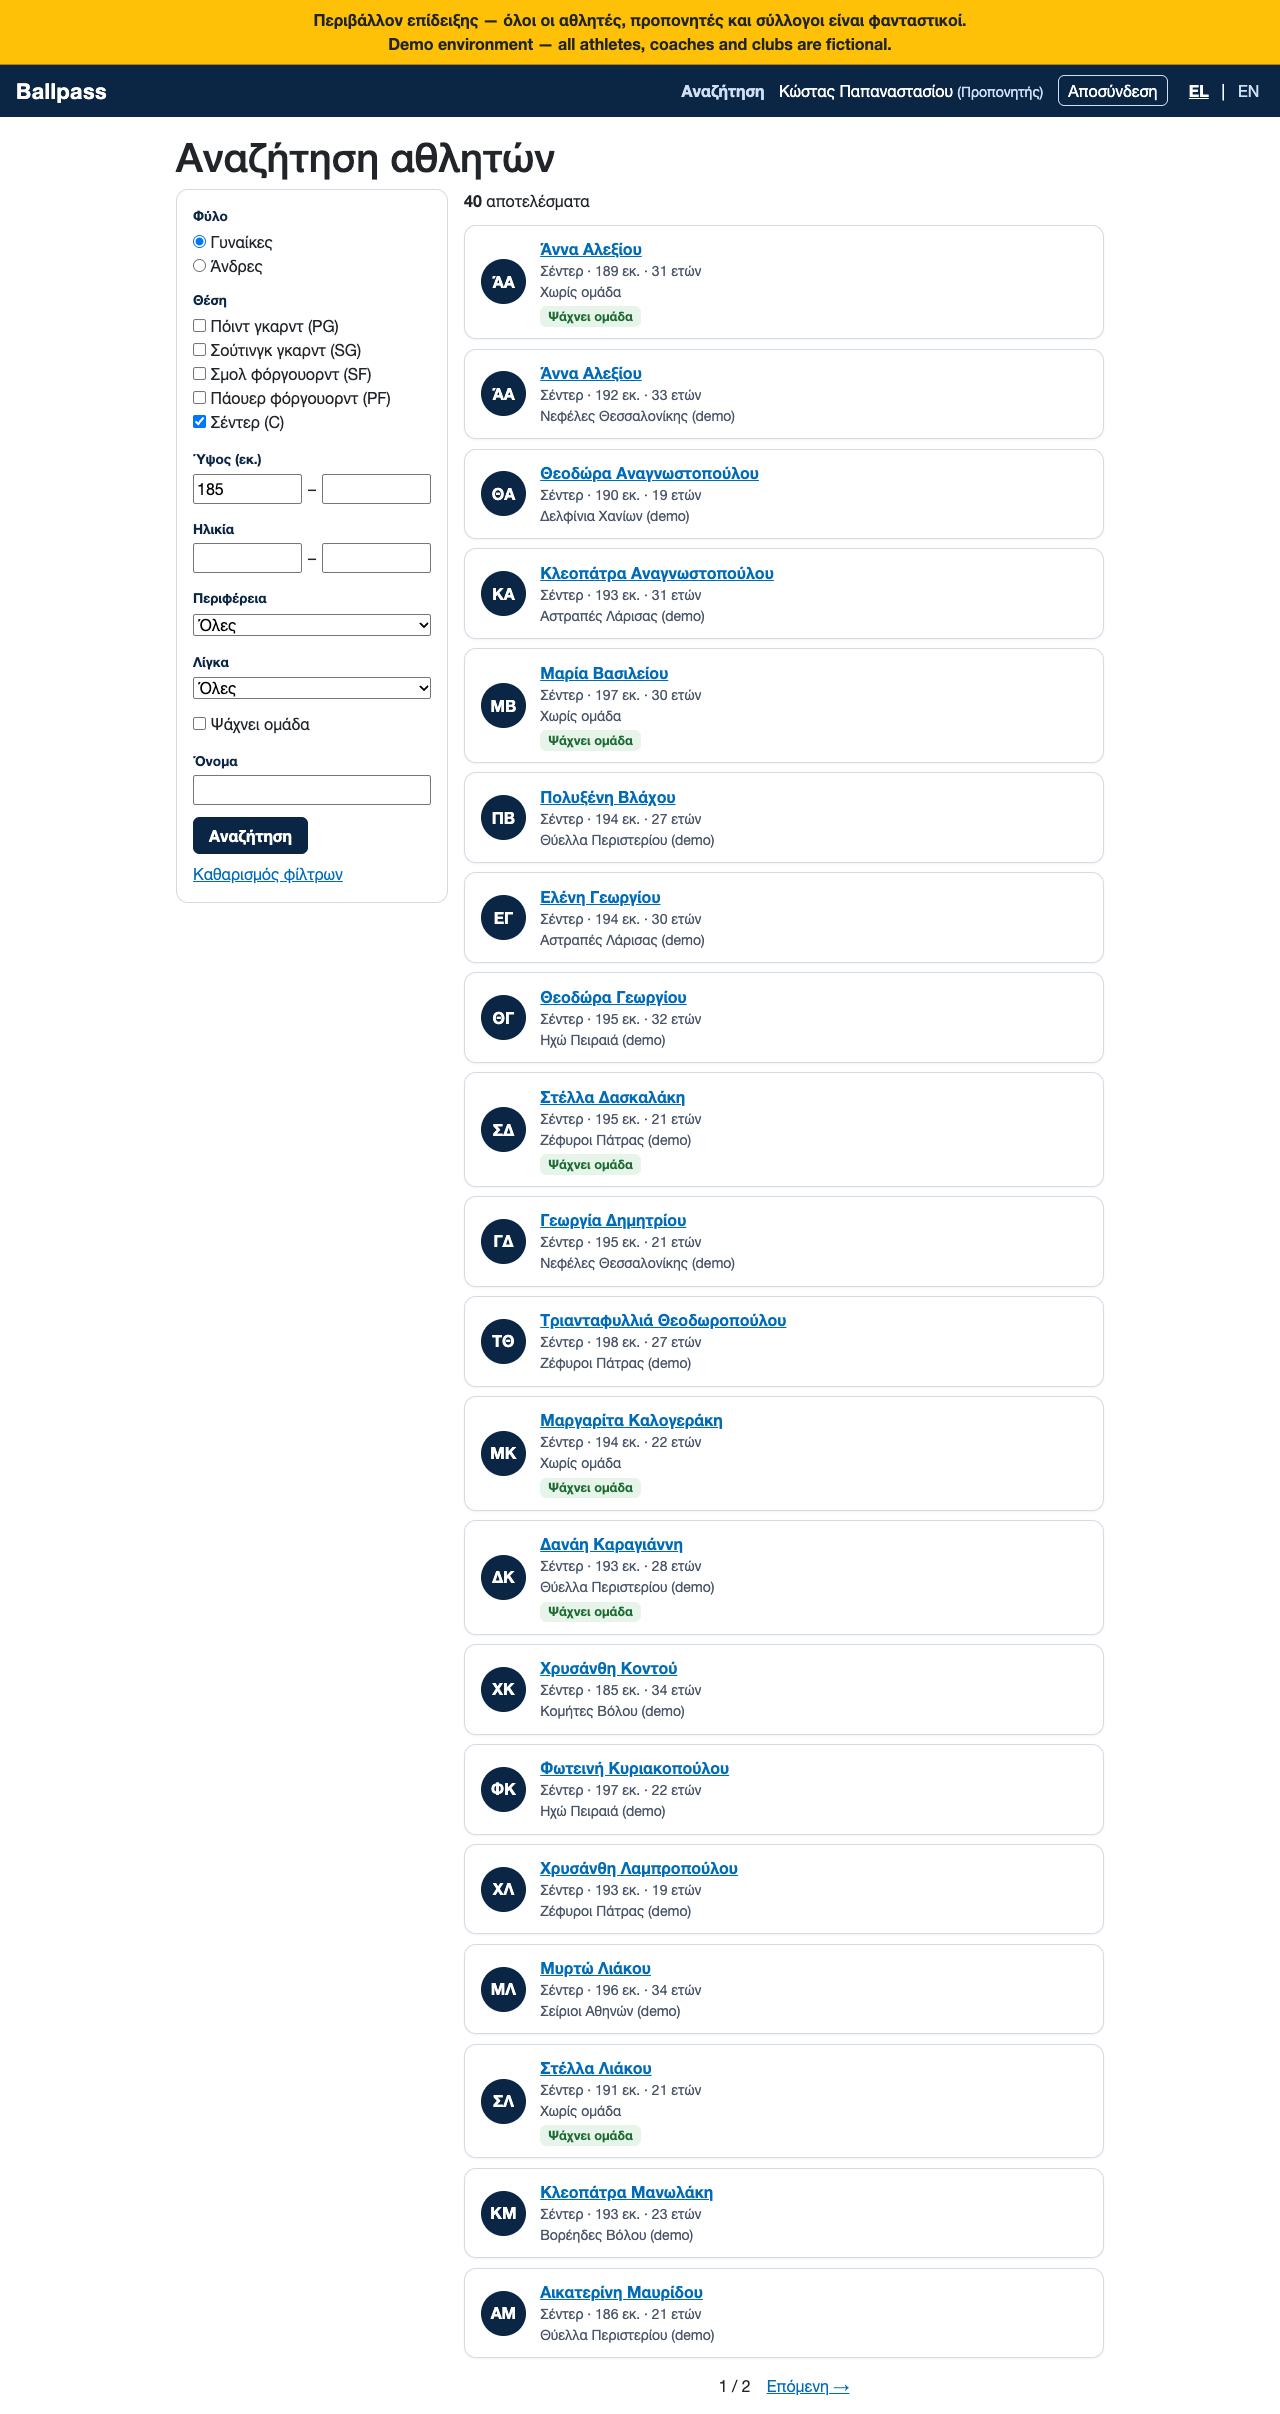 Περιβάλλον επίδειξης — όλοι οι αθλητές, προπονητές και σύλλογοι είναι φανταστικοί.
Demo environment — all athletes, coaches and clubs are fictional.
Ballpass
Αναζήτηση Κώστας Παπαναστασίου (Προπονητής) Αποσύνδεση EL | EN
Αναζήτηση αθλητών
Φύλο
Γυναίκες
Άνδρες
Θέση
Πόιντ γκαρντ (PG)
Σούτινγκ γκαρντ (SG)
Σμολ φόργουορντ (SF)
Πάουερ φόργουορντ (PF)
Σέντερ (C)
Ύψος (εκ.)
185 –
Ηλικία
–
Περιφέρεια
Όλες
Λίγκα
Όλες
Ψάχνει ομάδα
Όνομα
Αναζήτηση
Καθαρισμός φίλτρων
40 αποτελέσματα
ΆΑ
Άννα Αλεξίου
Σέντερ · 189 εκ. · 31 ετών
Χωρίς ομάδα
Ψάχνει ομάδα
ΆΑ
Άννα Αλεξίου
Σέντερ · 192 εκ. · 33 ετών
Νεφέλες Θεσσαλονίκης (demo)
ΘΑ
Θεοδώρα Αναγνωστοπούλου
Σέντερ · 190 εκ. · 19 ετών
Δελφίνια Χανίων (demo)
ΚΑ
Κλεοπάτρα Αναγνωστοπούλου
Σέντερ · 193 εκ. · 31 ετών
Αστραπές Λάρισας (demo)
ΜΒ
Μαρία Βασιλείου
Σέντερ · 197 εκ. · 30 ετών
Χωρίς ομάδα
Ψάχνει ομάδα
ΠΒ
Πολυξένη Βλάχου
Σέντερ · 194 εκ. · 27 ετών
Θύελλα Περιστερίου (demo)
ΕΓ
Ελένη Γεωργίου
Σέντερ · 194 εκ. · 30 ετών
Αστραπές Λάρισας (demo)
ΘΓ
Θεοδώρα Γεωργίου
Σέντερ · 195 εκ. · 32 ετών
Ηχώ Πειραιά (demo)
ΣΔ
Στέλλα Δασκαλάκη
Σέντερ · 195 εκ. · 21 ετών
Ζέφυροι Πάτρας (demo)
Ψάχνει ομάδα
ΓΔ
Γεωργία Δημητρίου
Σέντερ · 195 εκ. · 21 ετών
Νεφέλες Θεσσαλονίκης (demo)
ΤΘ
Τριανταφυλλιά Θεοδωροπούλου
Σέντερ · 198 εκ. · 27 ετών
Ζέφυροι Πάτρας (demo)
ΜΚ
Μαργαρίτα Καλογεράκη
Σέντερ · 194 εκ. · 22 ετών
Χωρίς ομάδα
Ψάχνει ομάδα
ΔΚ
Δανάη Καραγιάννη
Σέντερ · 193 εκ. · 28 ετών
Θύελλα Περιστερίου (demo)
Ψάχνει ομάδα
ΧΚ
Χρυσάνθη Κοντού
Σέντερ · 185 εκ. · 34 ετών
Κομήτες Βόλου (demo)
ΦΚ
Φωτεινή Κυριακοπούλου
Σέντερ · 197 εκ. · 22 ετών
Ηχώ Πειραιά (demo)
ΧΛ
Χρυσάνθη Λαμπροπούλου
Σέντερ · 193 εκ. · 19 ετών
Ζέφυροι Πάτρας (demo)
ΜΛ
Μυρτώ Λιάκου
Σέντερ · 196 εκ. · 34 ετών
Σείριοι Αθηνών (demo)
ΣΛ
Στέλλα Λιάκου
Σέντερ · 191 εκ. · 21 ετών
Χωρίς ομάδα
Ψάχνει ομάδα
ΚΜ
Κλεοπάτρα Μανωλάκη
Σέντερ · 193 εκ. · 23 ετών
Βορέηδες Βόλου (demo)
ΑΜ
Αικατερίνη Μαυρίδου
Σέντερ · 186 εκ. · 21 ετών
Θύελλα Περιστερίου (demo)
1 / 2 Επόμενη →